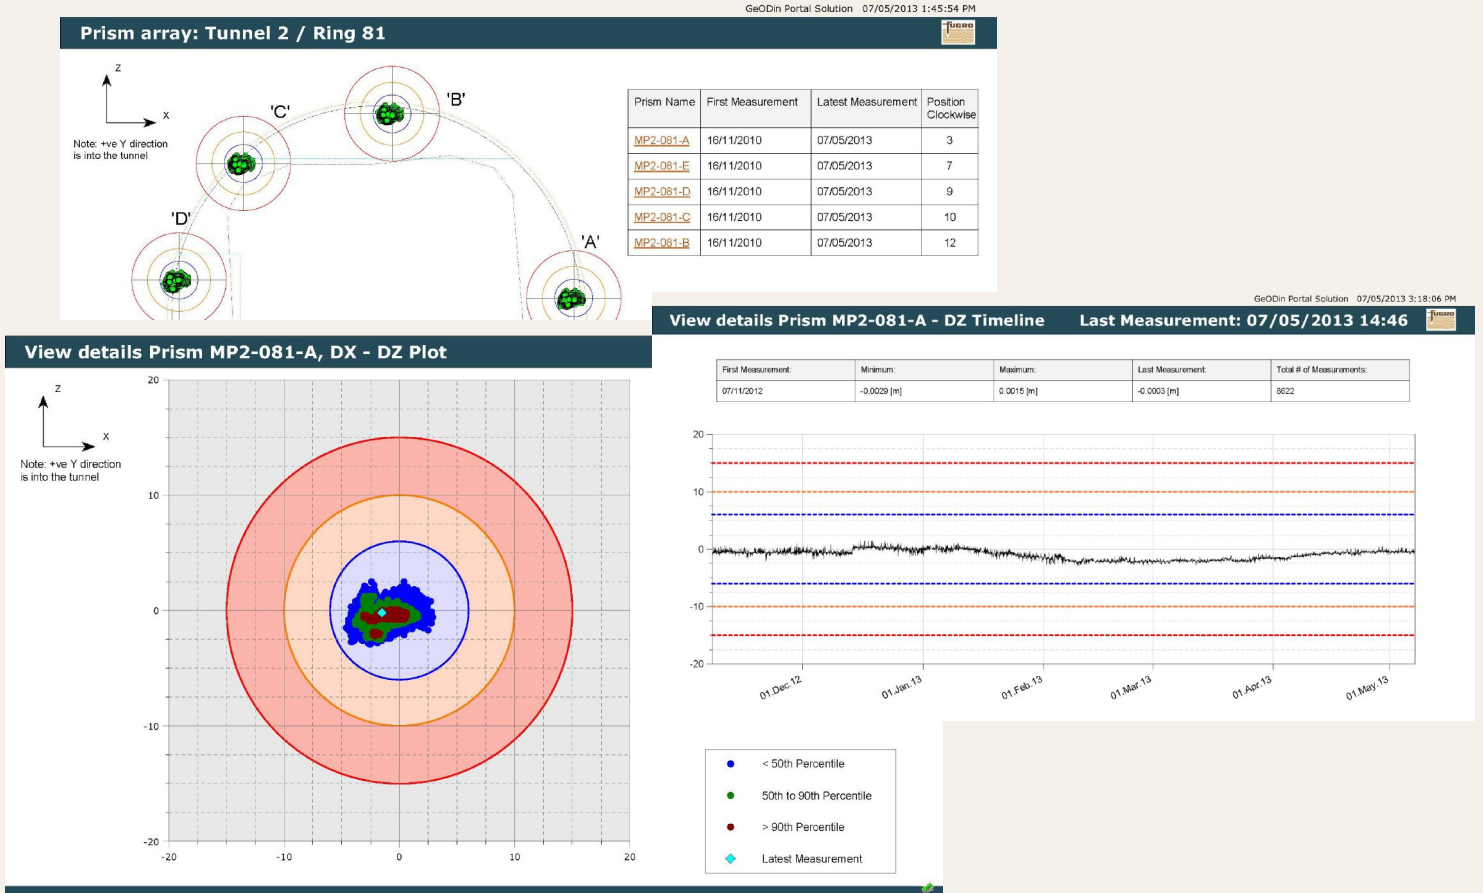 GeODin Portal Solution 07/05/2013 1:45:54 PM
Prism array: Tunnel 2 / Ring 81
fugro
Z
X
Note: +ve Y direction
is into the tunnel
'C'
'B'
'D'
'A'
Prism Name First Measurement Latest Measurement Position Clockwise
MP2-081-A 16/11/2010 07/05/2013 3
MP2-081-E 16/11/2010 07/05/2013 7
MP2-081-D 16/11/2010 07/05/2013 9
MP2-081-C 16/11/2010 07/05/2013 10
MP2-081-B 16/11/2010 07/05/2013 12
GeODin Portal Solution 07/05/2013 3:18:06 PM
View details Prism MP2-081-A - DZ Timeline Last Measurement: 07/05/2013 14:46
fugro
First Measurement: Minimum: Maximum: Last Measurement: Total # of Measurements:
07/11/2012 -0.0029 [m] 0.0015 [m] -0.0003 [m] 8622
20
10
0
-10
-20
01.Dec.12 01.Jan.13 01.Feb.13 01.Mar.13 01.Apr.13 01.May.13
View details Prism MP2-081-A, DX - DZ Plot
Z
X
Note: +ve Y direction
is into the tunnel
20
10
0
-10
-20
-20 -10 0 10 20
< 50th Percentile
50th to 90th Percentile
> 90th Percentile
Latest Measurement